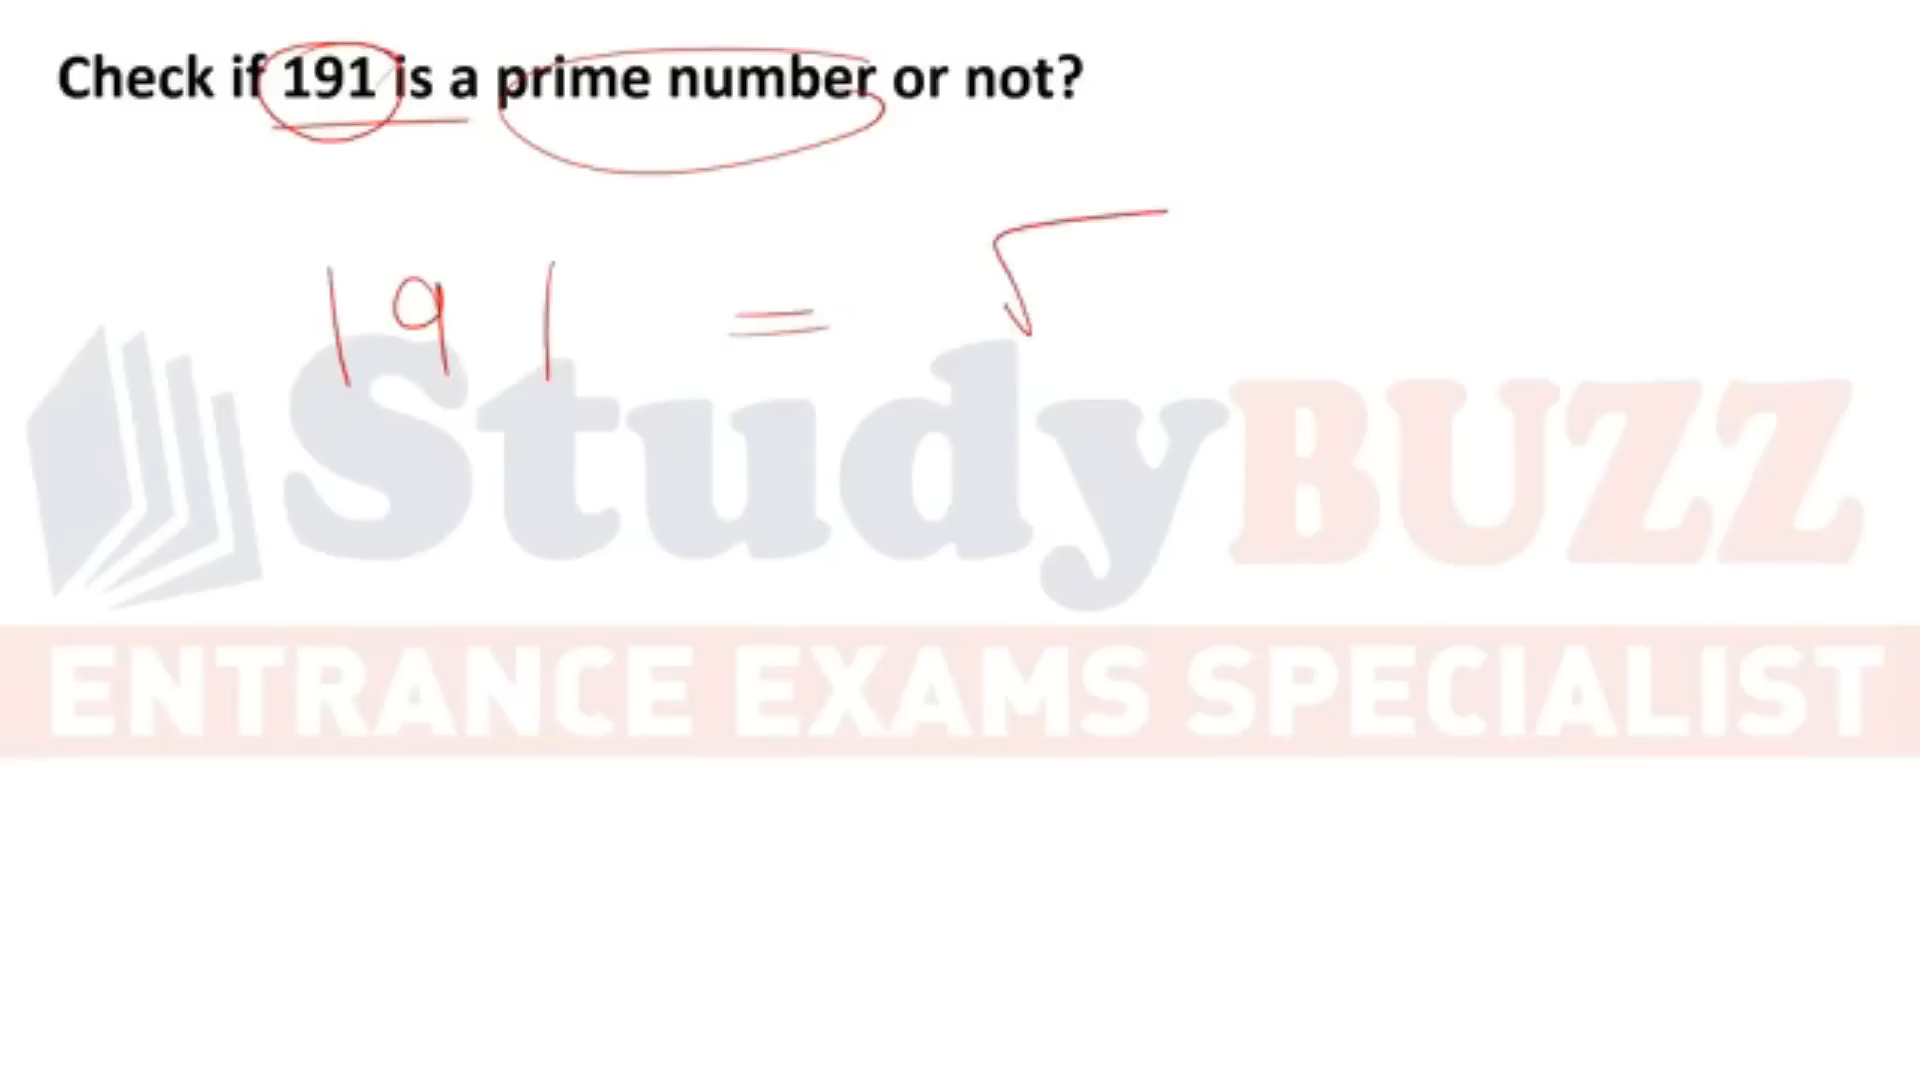 Check if 191 is a prime number or not?
191 = √
StudyBUZZ
ENTRANCE EXAMS SPECIALIST